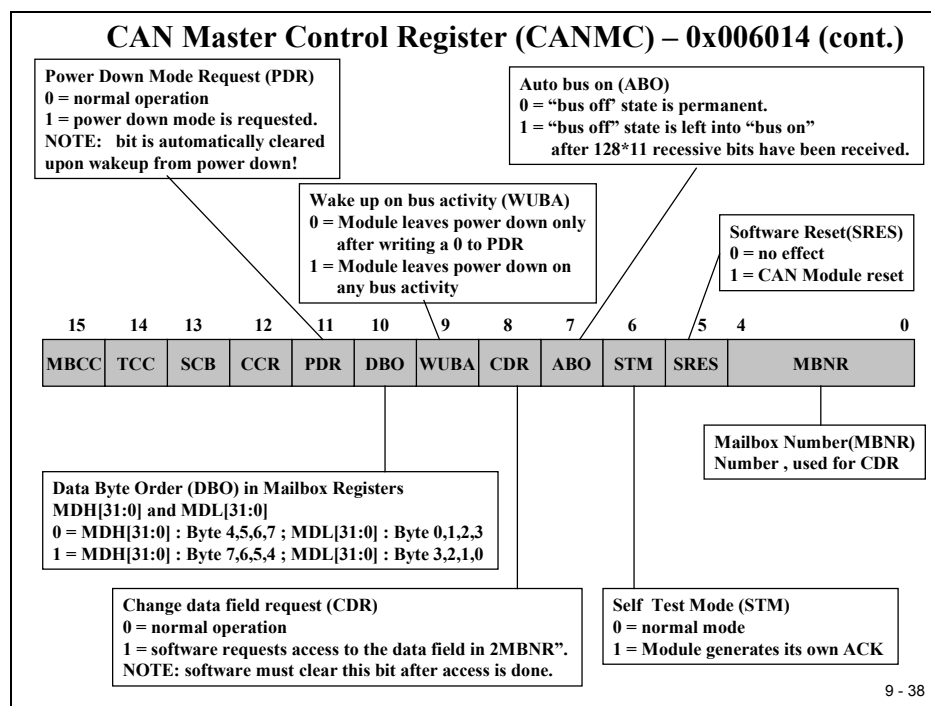 CAN Master Control Register (CANMC) – 0x006014 (cont.)
Power Down Mode Request (PDR)
0 = normal operation
1 = power down mode is requested.
NOTE: bit is automatically cleared
upon wakeup from power down!
Auto bus on (ABO)
0 = “bus off’ state is permanent.
1 = “bus off” state is left into “bus on”
after 128*11 recessive bits have been received.
Wake up on bus activity (WUBA)
0 = Module leaves power down only
after writing a 0 to PDR
1 = Module leaves power down on
any bus activity
Software Reset(SRES)
0 = no effect
1 = CAN Module reset
15 14 13 12 11 10 9 8 7 6 5 4 0
MBCC TCC SCB CCR PDR DBO WUBA CDR ABO STM SRES MBNR
Mailbox Number(MBNR)
Number , used for CDR
Data Byte Order (DBO) in Mailbox Registers
MDH[31:0] and MDL[31:0]
0 = MDH[31:0] : Byte 4,5,6,7 ; MDL[31:0] : Byte 0,1,2,3
1 = MDH[31:0] : Byte 7,6,5,4 ; MDL[31:0] : Byte 3,2,1,0
Change data field request (CDR)
0 = normal operation
1 = software requests access to the data field in 2MBNR”.
NOTE: software must clear this bit after access is done.
Self Test Mode (STM)
0 = normal mode
1 = Module generates its own ACK
9 - 38